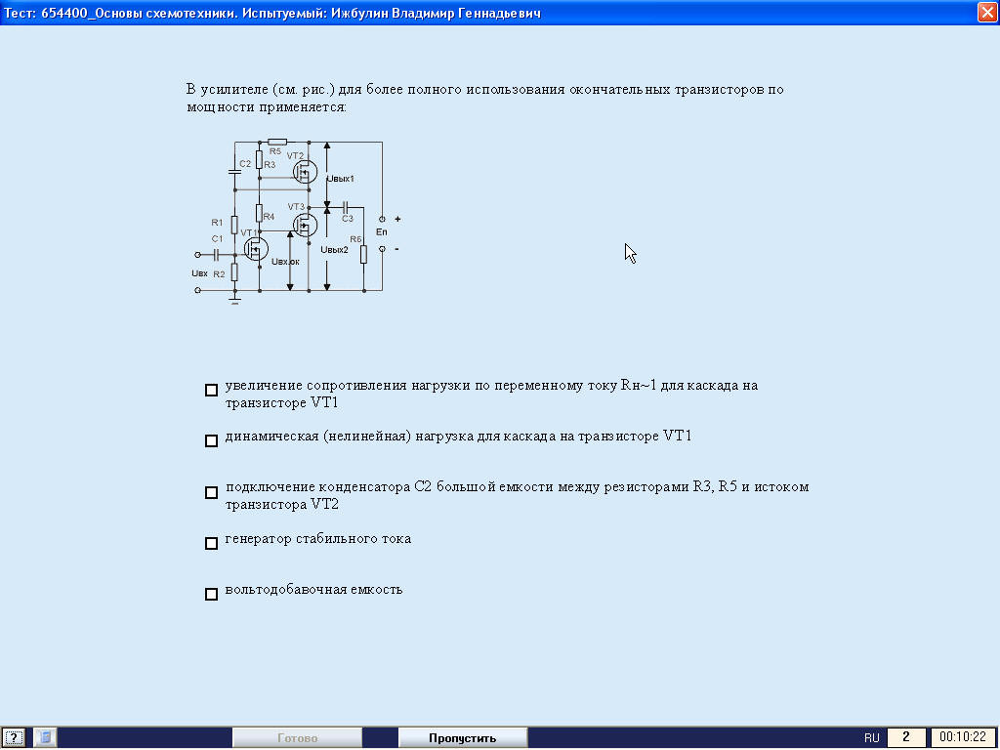 Тест: 654400_Основы схемотехники. Испытуемый: Ижбулин Владимир Геннадьевич
В усилителе (см. рис.) для более полного использования окончательных транзисторов по
мощности применяется:
R5
VT2
C2
R3
Uвых1
VT3
R4
C3
R1
VT1
Eп
+
C1
R6
Uвых2
-
Uвх.ок
Uвх
R2
увеличение сопротивления нагрузки по переменному току Rн~1 для каскада на
транзисторе VT1
динамическая (нелинейная) нагрузка для каскада на транзисторе VT1
подключение конденсатора С2 большой емкости между резисторами R3, R5 и истоком
транзистора VT2
генератор стабильного тока
вольтодобавочная емкость
?
Готово
Пропустить
RU
2
00:10:22